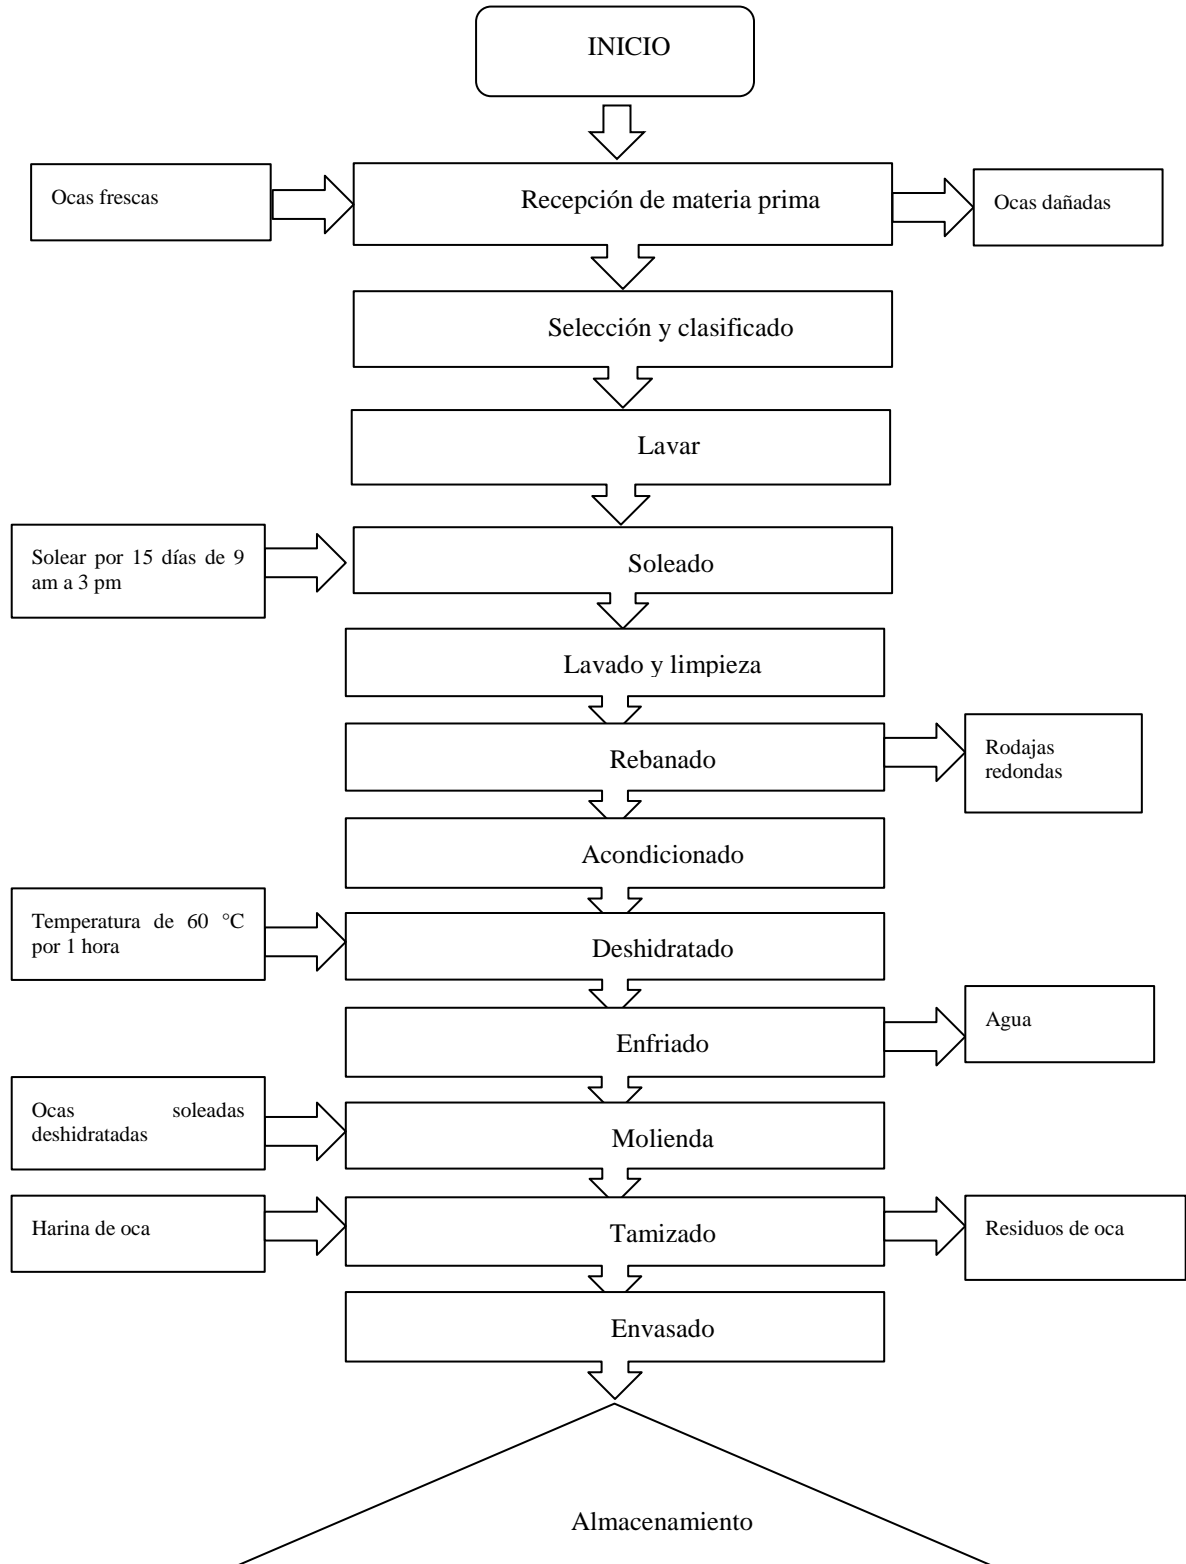 INICIO
Ocas frescas
Recepción de materia prima
Ocas dañadas
Selección y clasificado
Lavar
Solear por 15 días de 9
am a 3 pm
Soleado
Lavado y limpieza
Rebanado
Rodajas
redondas
Acondicionado
Temperatura de 60 °C
por 1 hora
Deshidratado
Enfriado
Agua
Ocas soleadas
deshidratadas
Molienda
Harina de oca
Tamizado
Residuos de oca
Envasado
Almacenamiento